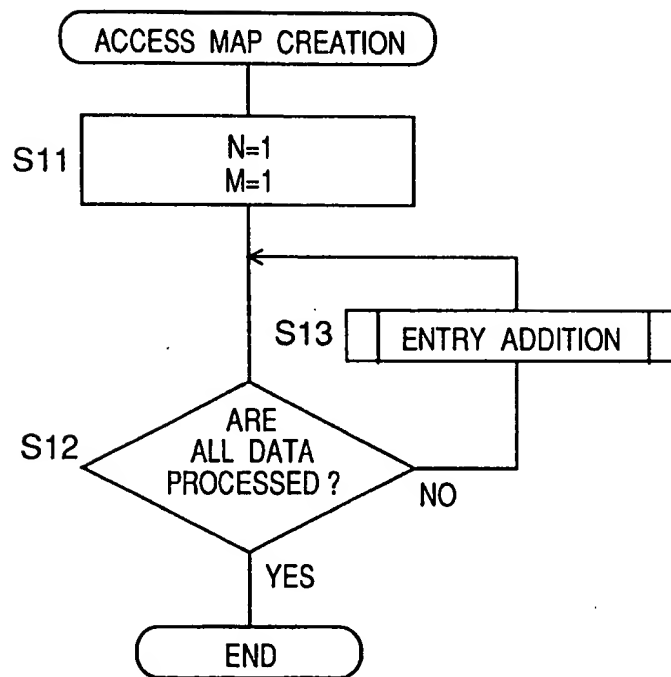 ACCESS MAP CREATION
S11
N=1
M=1
S13
ENTRY ADDITION
S12
ARE
ALL DATA
PROCESSED ?
NO
YES
END